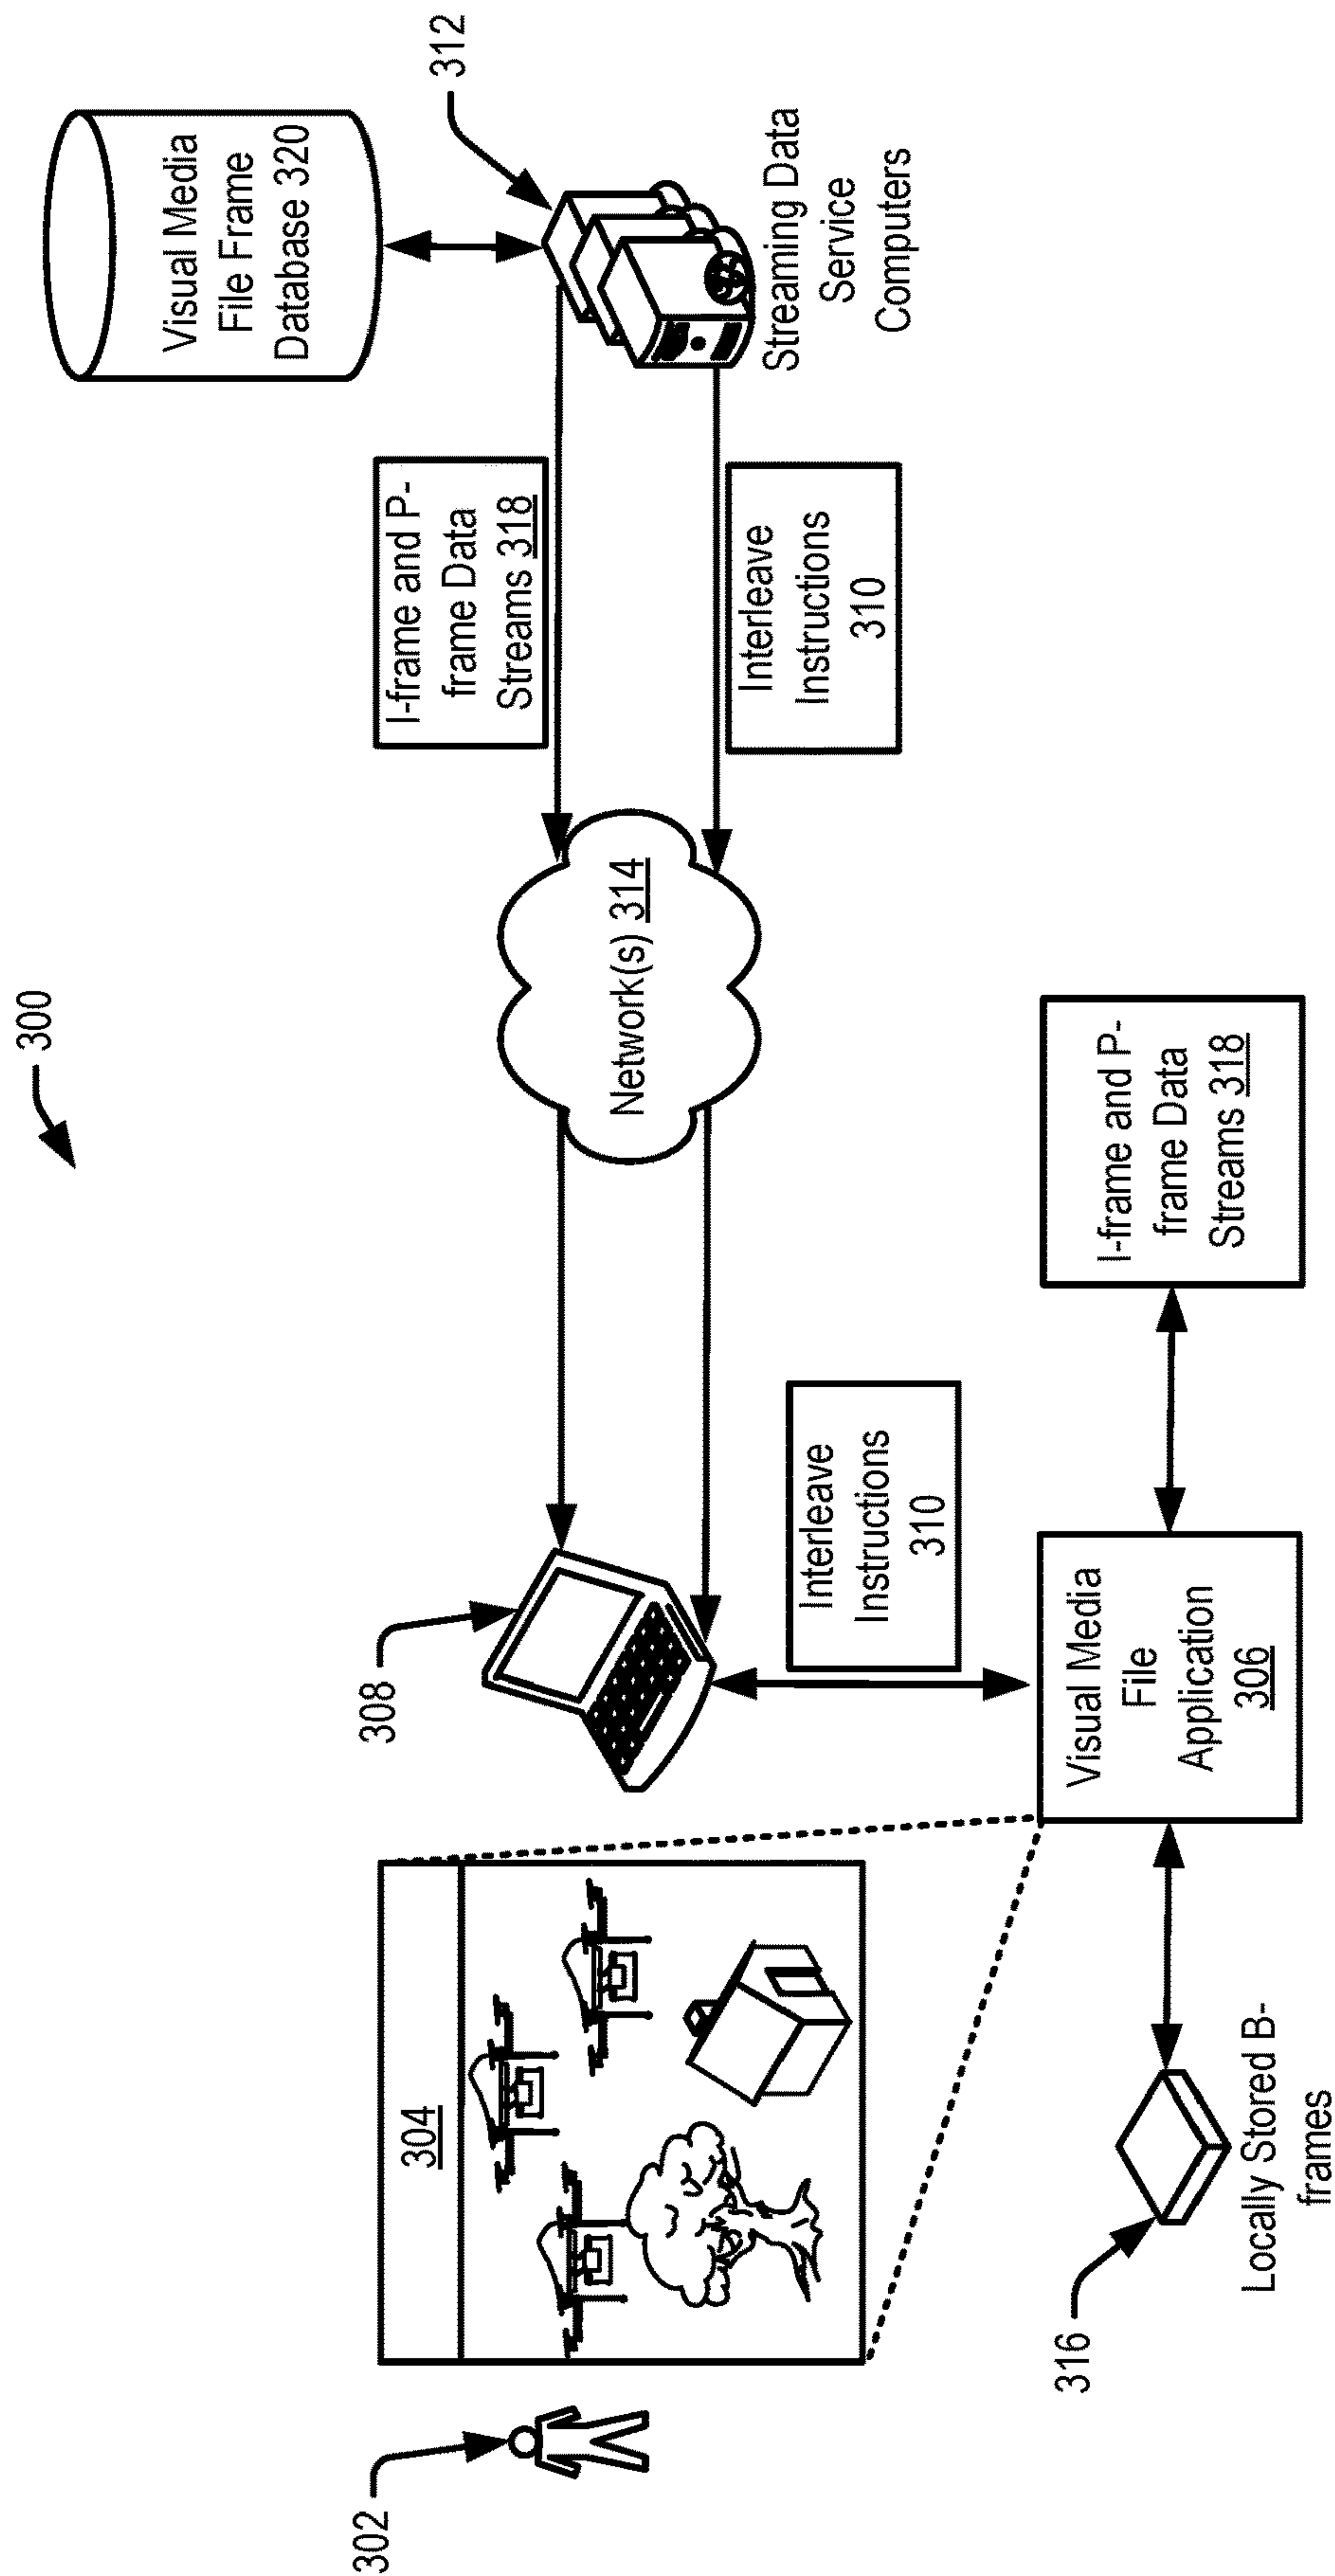 300
302
304
308
Visual Media
File Frame
Database 320
312
Streaming Data
Service
Computers
I-frame and P-
frame Data
Streams 318
Interleave
Instructions
310
Network(s) 314
Interleave
Instructions
310
316
Locally Stored B-
frames
Visual Media
File
Application
306
I-frame and P-
frame Data
Streams 318